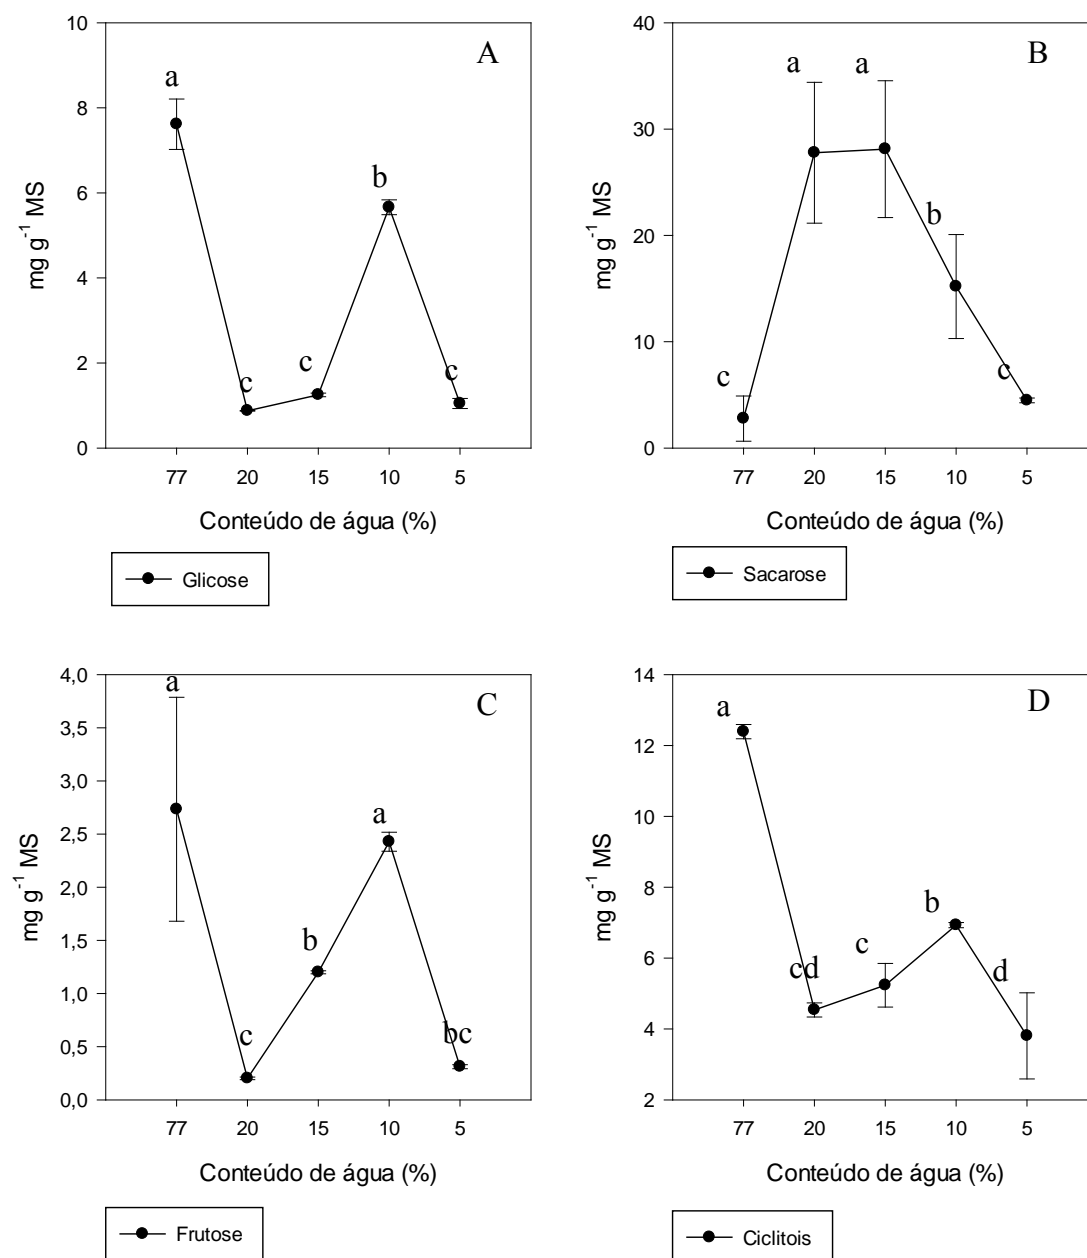 A
mg g-1 MS
10
8
6
4
2
0
a
c
c
b
c
77 20 15 10 5
Conteúdo de água (%)
Glicose
B
mg g-1 MS
40
30
20
10
0
c
a
a
b
c
77 20 15 10 5
Conteúdo de água (%)
Sacarose
C
mg g-1 MS
4,0
3,5
3,0
2,5
2,0
1,5
1,0
0,5
0,0
a
c
b
a
bc
77 20 15 10 5
Conteúdo de água (%)
Frutose
D
mg g-1 MS
14
12
10
8
6
4
2
a
cd
c
b
d
77 20 15 10 5
Conteúdo de água (%)
Ciclitois